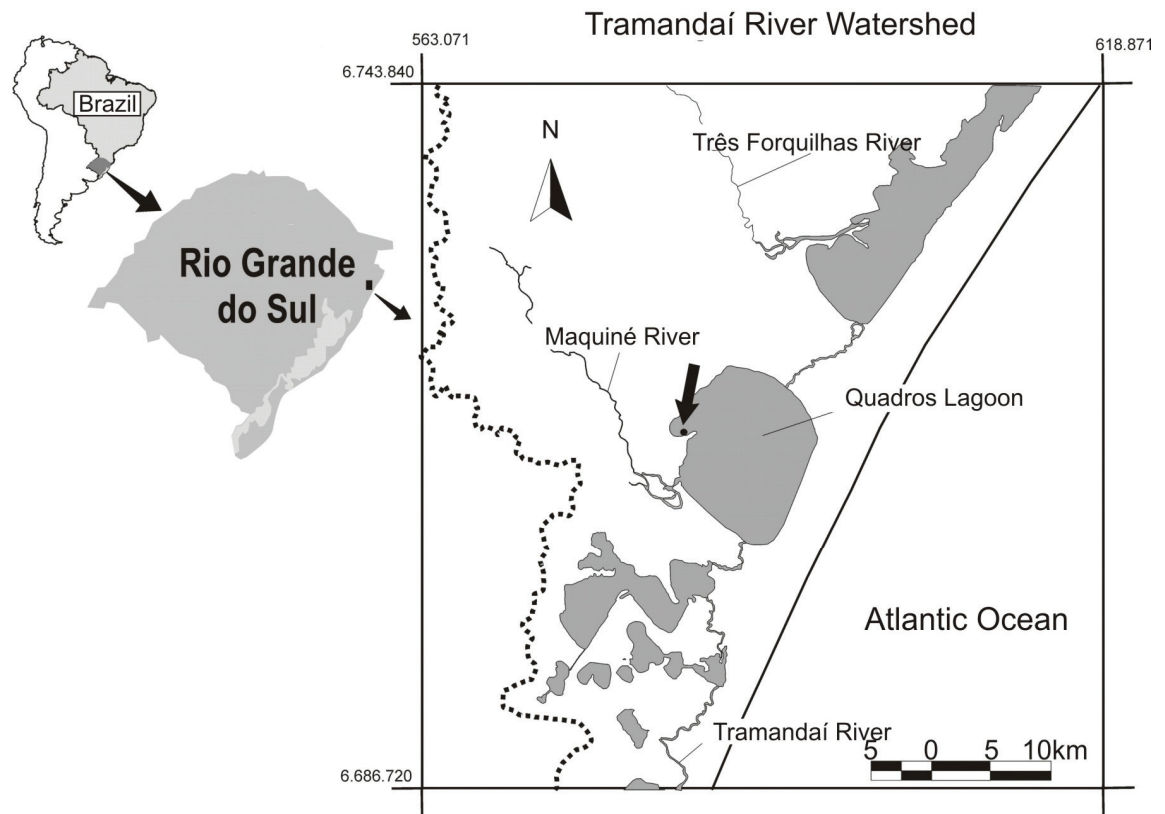 Tramandaí River Watershed
563.071
618.871
6.743.840
Brazil
N
Três Forquilhas River
Rio Grande
do Sul
Maquiné River
Quadros Lagoon
Atlantic Ocean
Tramandaí River
5 0 5 10km
6.686.720